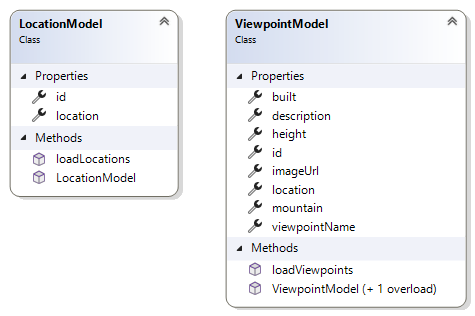 LocationModel
Class
Properties
id
location
Methods
loadLocations
LocationModel
ViewpointModel
Class
Properties
built
description
height
id
imageUrl
location
mountain
viewpointName
Methods
loadViewpoints
ViewpointModel (+ 1 overload)